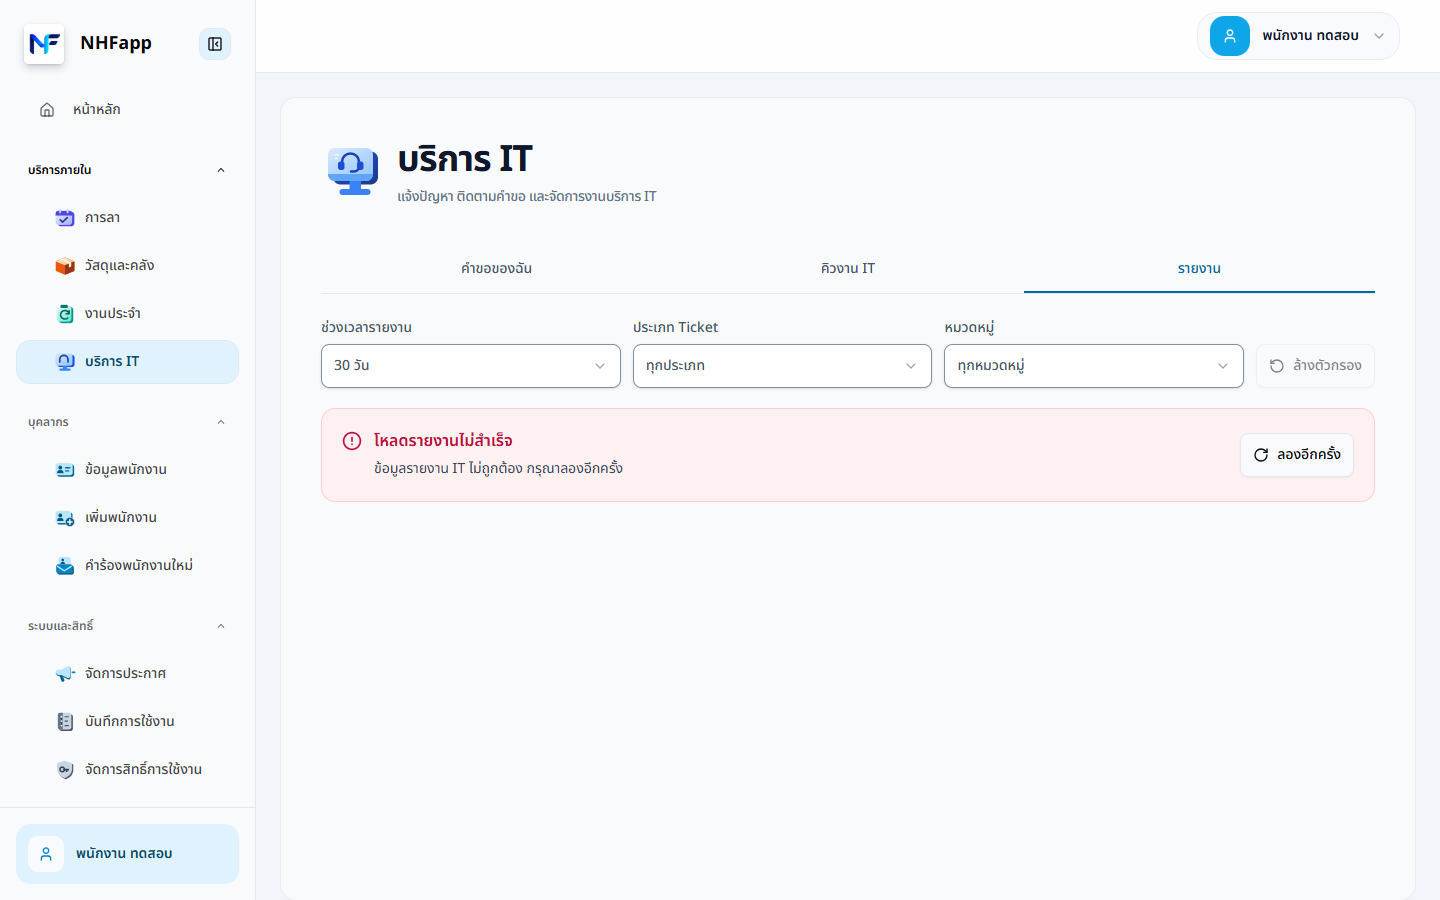 NHFapp
พนักงาน ทดสอบ
หน้าหลัก
บริการภายใน
การลา
วัสดุและคลัง
งานประจำ
บริการ IT
บุคลากร
ข้อมูลพนักงาน
เพิ่มพนักงาน
คำร้องพนักงานใหม่
ระบบและสิทธิ์
จัดการประกาศ
บันทึกการใช้งาน
จัดการสิทธิ์การใช้งาน
พนักงาน ทดสอบ
บริการ IT
แจ้งปัญหา ติดตามคำขอ และจัดการงานบริการ IT
คำขอของฉัน
คิวงาน IT
รายงาน
ช่วงเวลารายงาน
ประเภท Ticket
หมวดหมู่
30 วัน
ทุกประเภท
ทุกหมวดหมู่
ล้างตัวกรอง
โหลดรายงานไม่สำเร็จ
ข้อมูลรายงาน IT ไม่ถูกต้อง กรุณาลองอีกครั้ง
ลองอีกครั้ง